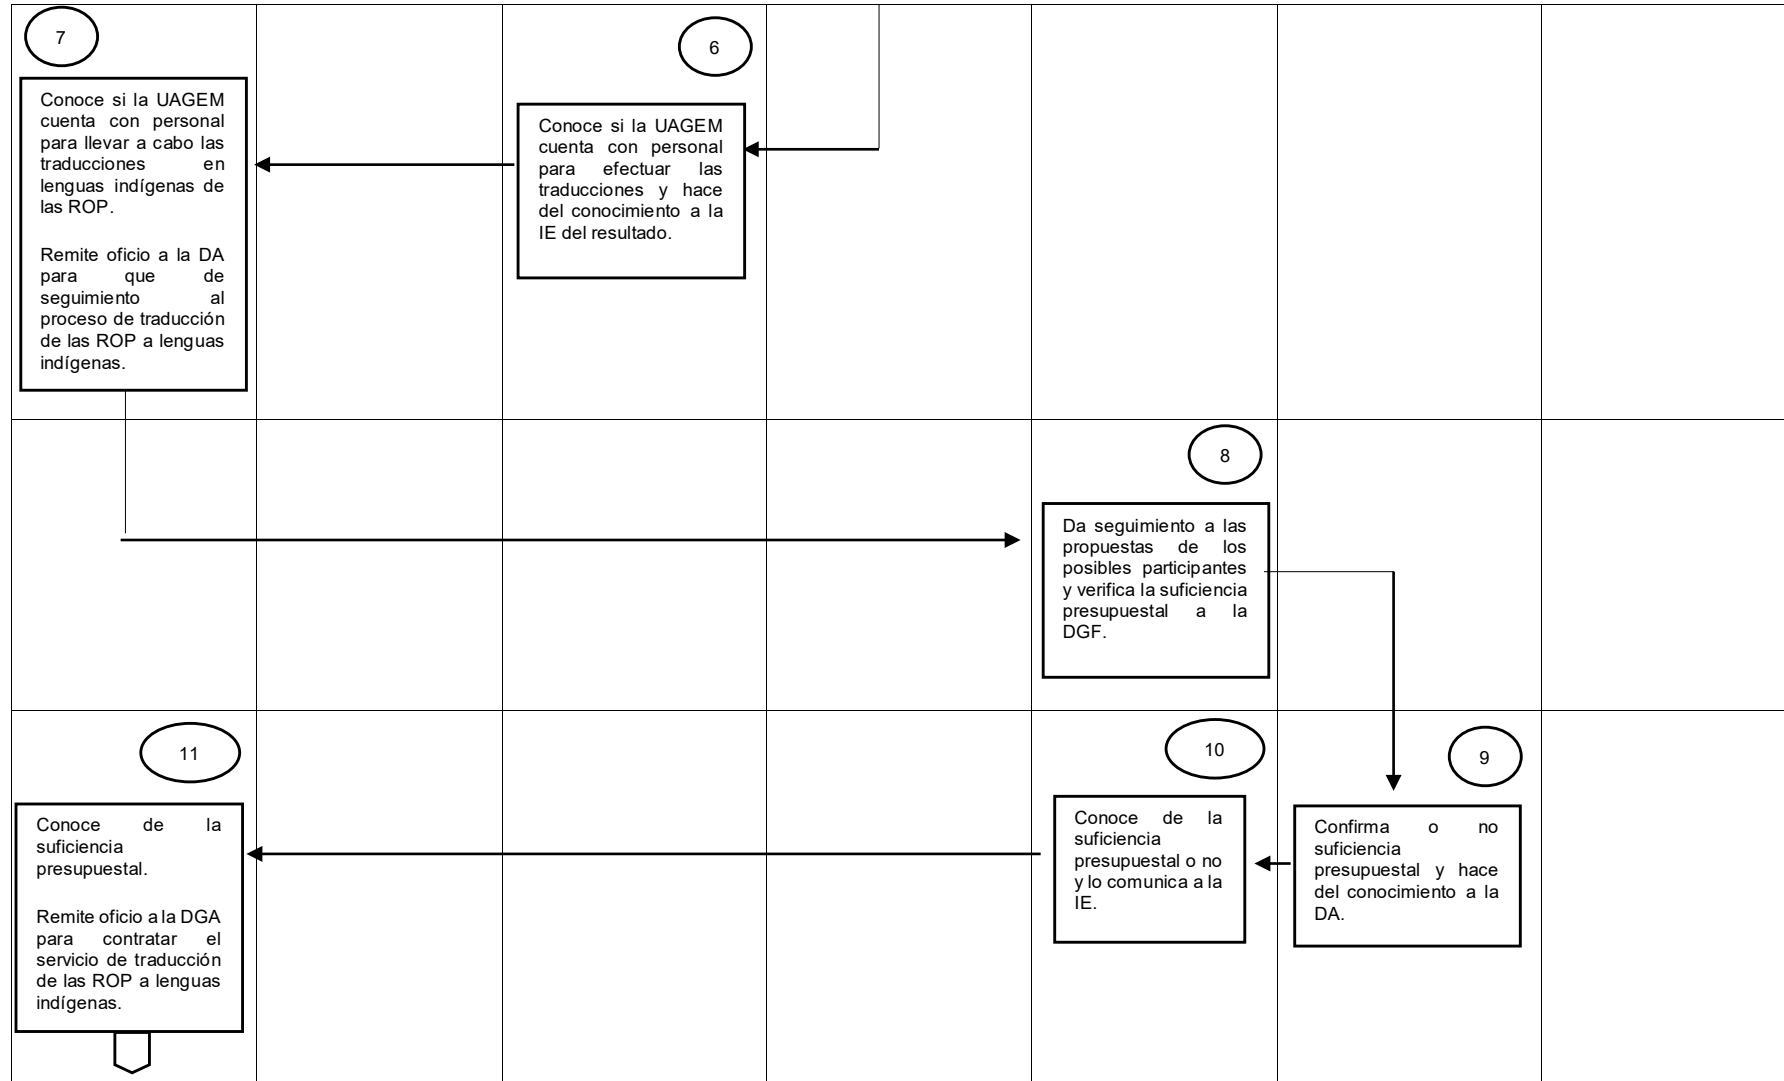 7
Conoce si la UAGEM
cuenta con personal
para llevar a cabo las
traducciones en
lenguas indígenas de
las ROP.
Remite oficio a la DA
para que de
seguimiento al
proceso de traducción
de las ROP a lenguas
indígenas.
6
Conoce si la UAGEM
cuenta con personal
para efectuar las
traducciones y hace
del conocimiento a la
IE del resultado.
8
Da seguimiento a las
propuestas de los
posibles participantes
y verifica la suficiencia
presupuestal a la
DGF.
11
Conoce de la
suficiencia
presupuestal.
Remite oficio a la DGA
para contratar el
servicio de traducción
de las ROP a lenguas
indígenas.
10
Conoce de la
suficiencia
presupuestal o no
y lo comunica a la
IE.
9
Confirma o no
suficiencia
presupuestal y hace
del conocimiento a la
DA.